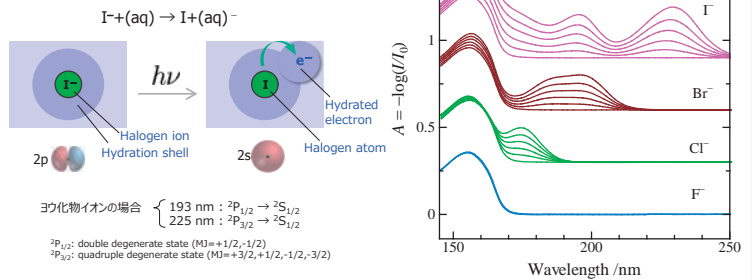 I⁻+(aq) → I+(aq)⁻
I⁻
hν
I
e⁻
Hydrated
electron
Halogen ion
Hydration shell
Halogen atom
2p
2s
ヨウ化物イオンの場合
193 nm : ²P₁/₂ → ²S₁/₂
225 nm : ²P₃/₂ → ²S₁/₂
²P₁/₂: double degenerate state (MJ=+1/2,-1/2)
²P₃/₂: quadruple degenerate state (MJ=+3/2,+1/2,-1/2,-3/2)
A = −log(I/I₀)
1
0.5
0
I⁻
Br⁻
Cl⁻
F⁻
150
200
250
Wavelength /nm